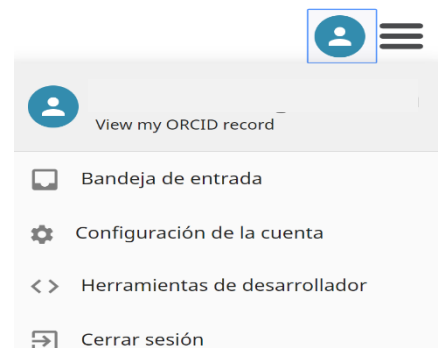 View my ORCID record
Bandeja de entrada
Configuración de la cuenta
Herramientas de desarrollador
Cerrar sesión